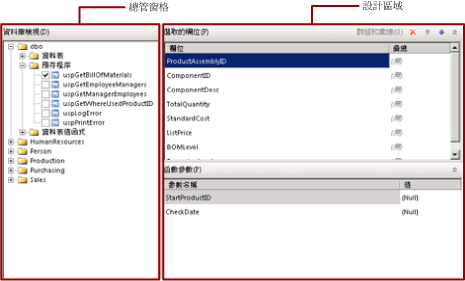 總管窗格
設計區域
資料庫檢視(D)
dbo
資料表
預存程序
uspGetBillOfMaterials
uspGetEmployeeManagers
uspGetManagerEmployees
uspGetWhereUsedProductID
uspLogError
uspPrintError
資料表值函式
HumanResources
Person
Production
Purchasing
Sales
選取的欄位(F)
群組和彙總(G)
欄位 彙總
ProductAssemblyID (無)
ComponentID (無)
ComponentDesc (無)
TotalQuantity (無)
StandardCost (無)
ListPrice (無)
BOMLevel (無)
函數參數(P)
參數名稱 值
StartProductID (Null)
CheckDate (Null)